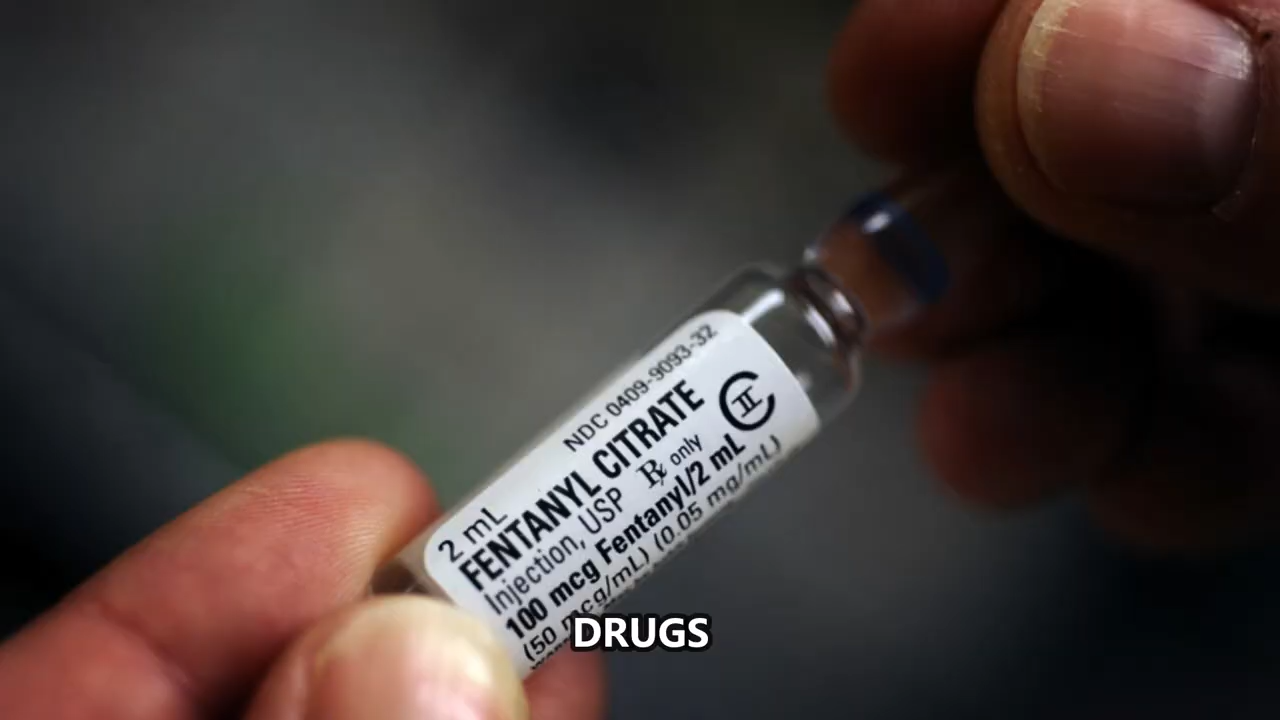 NDC 0409-9093-32
2 mL
FENTANYL CITRATE
CII
Injection, USP
Rx only
100 mcg Fentanyl/2 mL
(50 mcg/mL) (0.05 mg/mL)
DRUGS